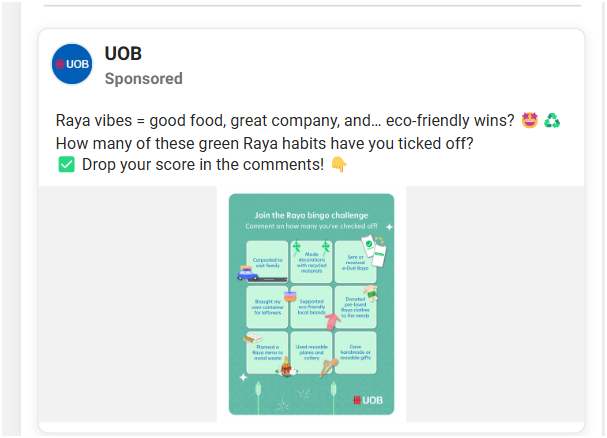 UOB
UOB
Sponsored
Raya vibes = good food, great company, and... eco-friendly wins? 🤩 ♻️
How many of these green Raya habits have you ticked off?
✅ Drop your score in the comments! 👇
Join the Raya bingo challenge
Comment on how many you've checked off!
Carpooled to
visit family
Made
decorations
with recycled
materials
Sent or
received
e-Duit Raya
Brought my
own container
for leftovers
Supported
eco-friendly
local brands
Donated
pre-loved
Raya clothes
to the needy
Planned a
Raya menu to
avoid waste
Used reusable
plates and
cutlery
Gave
handmade or
reusable gifts
UOB